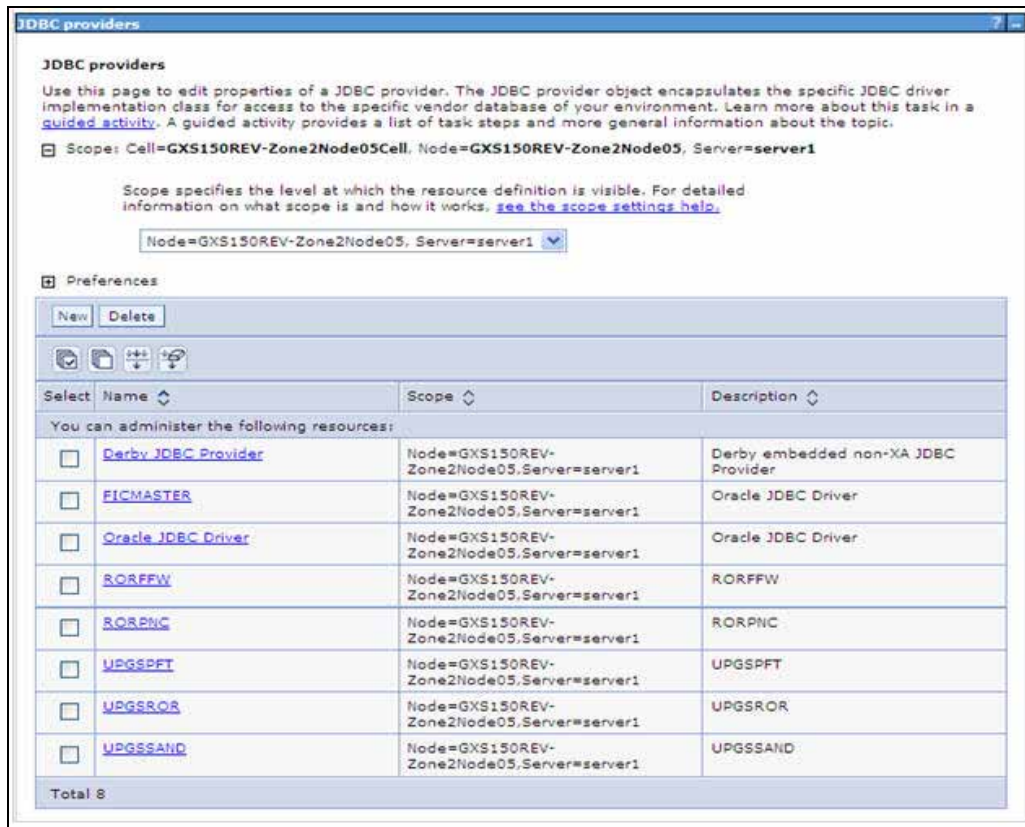 JDBC providers
? –
JDBC providers
Use this page to edit properties of a JDBC provider. The JDBC provider object encapsulates the specific JDBC driver
implementation class for access to the specific vendor database of your environment. Learn more about this task in a
guided activity. A guided activity provides a list of task steps and more general information about the topic.
Scope: Cell=GXS150REV-Zone2Node05Cell, Node=GXS150REV-Zone2Node05, Server=server1
Scope specifies the level at which the resource definition is visible. For detailed
information on what scope is and how it works, see the scope settings help.
Node=GXS150REV-Zone2Node05, Server=server1
Preferences
New Delete
Select Name Scope Description
You can administer the following resources:
Derby JDBC Provider Node=GXS150REV- Derby embedded non-XA JDBC
Zone2Node05,Server=server1 Provider
FICMASTER Node=GXS150REV- Oracle JDBC Driver
Zone2Node05,Server=server1
Oracle JDBC Driver Node=GXS150REV- Oracle JDBC Driver
Zone2Node05,Server=server1
RORFFW Node=GXS150REV- RORFFW
Zone2Node05,Server=server1
RORPNC Node=GXS150REV- RORPNC
Zone2Node05,Server=server1
UPGSPFT Node=GXS150REV- UPGSPFT
Zone2Node05,Server=server1
UPGSROR Node=GXS150REV- UPGSROR
Zone2Node05,Server=server1
UPGSSAND Node=GXS150REV- UPGSSAND
Zone2Node05,Server=server1
Total 8